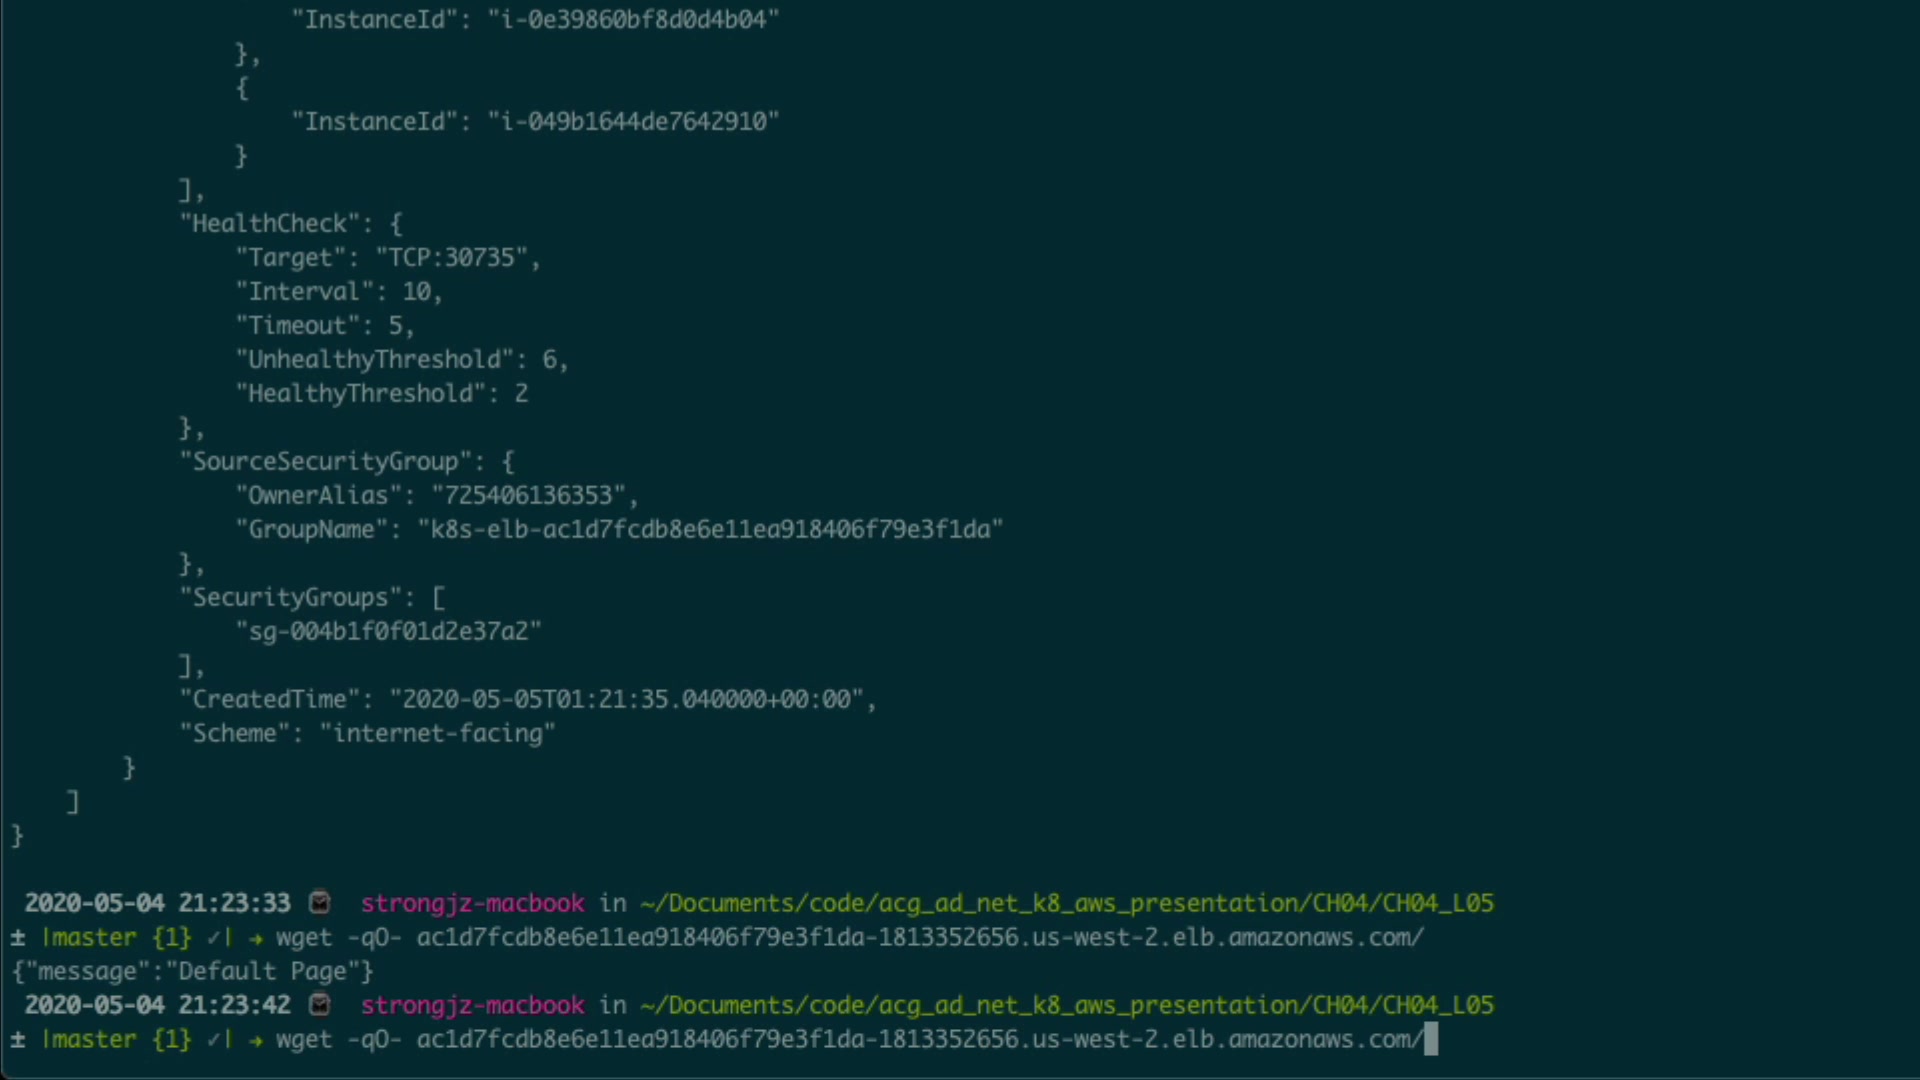 "InstanceId": "i-0e39860bf8d0d4b04"
},
{
"InstanceId": "i-049b1644de7642910"
}
],
"HealthCheck": {
"Target": "TCP:30735",
"Interval": 10,
"Timeout": 5,
"UnhealthyThreshold": 6,
"HealthyThreshold": 2
},
"SourceSecurityGroup": {
"OwnerAlias": "725406136353",
"GroupName": "k8s-elb-ac1d7fcdb8e6e11ea918406f79e3f1da"
},
"SecurityGroups": [
"sg-004b1f0f01d2e37a2"
],
"CreatedTime": "2020-05-05T01:21:35.040000+00:00",
"Scheme": "internet-facing"
}
]
}
2020-05-04 21:23:33 strongjz-macbook in ~/Documents/code/acg_ad_net_k8_aws_presentation/CH04/CH04_L05
± |master {1} ✓| → wget -qO- ac1d7fcdb8e6e11ea918406f79e3f1da-1813352656.us-west-2.elb.amazonaws.com/
{"message":"Default Page"}
2020-05-04 21:23:42 strongjz-macbook in ~/Documents/code/acg_ad_net_k8_aws_presentation/CH04/CH04_L05
± |master {1} ✓| → wget -qO- ac1d7fcdb8e6e11ea918406f79e3f1da-1813352656.us-west-2.elb.amazonaws.com/